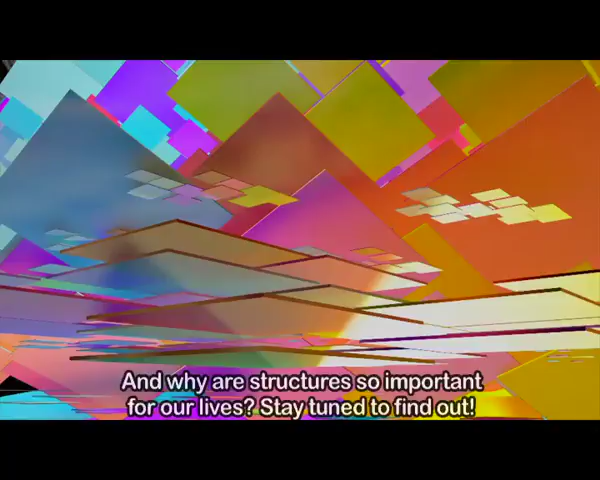 And why are structures so important
for our lives? Stay tuned to find out!